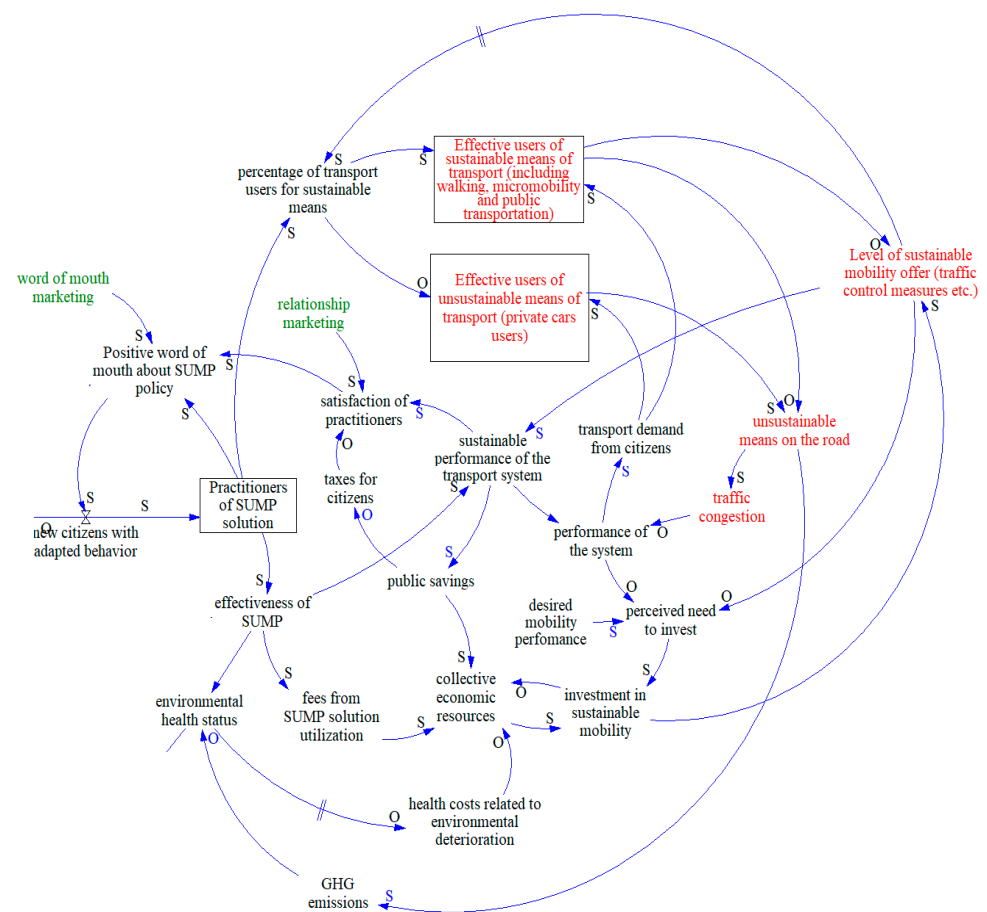 Effective users of
sustainable means of
transport (including
walking, micromobility
and public
transportation)
S
S
S
percentage of transport
users for sustainable
means
S
O
Level of sustainable
mobility offer (traffic
control measures etc.)
S
word of mouth
marketing
relationship
marketing
O
Effective users of
unsustainable means of
transport (private cars
users)
S
S
Positive word of
mouth about SUMP
policy
S
S
S
satisfaction of
practitioners
S
O
taxes for
citizens
O
sustainable
performance of the
transport system
S
S
transport demand
from citizens
S
S
O
unsustainable
means on the road
S
traffic
congestion
Practitioners
of SUMP
solution
S
S
O
new citizens with
adapted behavior
performance of
the system
O
S
public savings
S
effectiveness of
SUMP
desired
mobility
perfomance
S
O
O
perceived need
to invest
S
S
environmental
health status
O
fees from
SUMP solution
utilization
S
S
collective
economic
resources
O
O
S
investment in
sustainable
mobility
O
health costs related to
environmental
deterioration
GHG
emissions
S